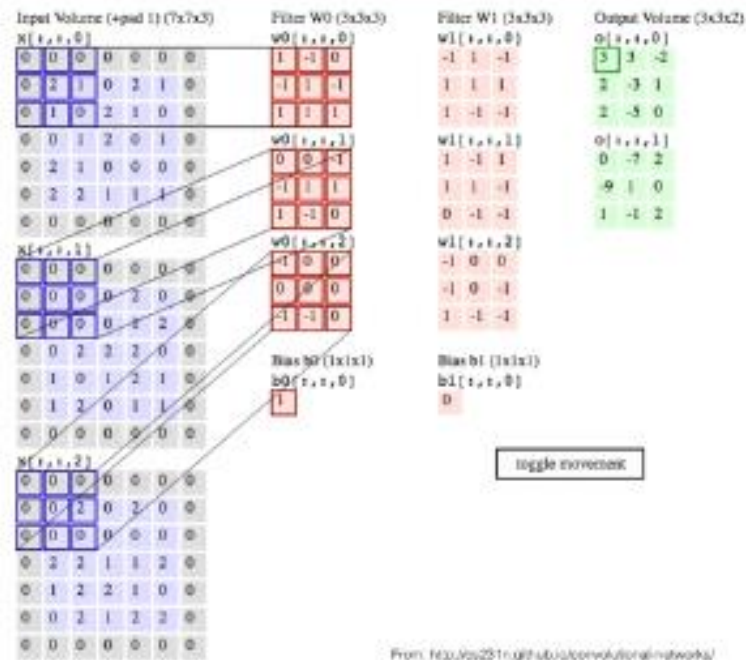 Input Volume (+pad 1) (7x7x3)
x[:,:,0]
0 0 0 0 0 0 0
0 2 1 0 2 1 0
0 1 0 2 1 0 0
0 0 1 2 0 1 0
0 2 1 0 0 0 0
0 2 2 1 1 1 0
0 0 0 0 0 0 0
x[:,:,1]
0 0 0 0 0 0 0
0 0 0 0 2 0 0
0 0 0 0 1 2 0
0 0 2 2 2 0 0
0 1 0 1 2 1 0
0 1 2 0 1 1 0
0 0 0 0 0 0 0
x[:,:,2]
0 0 0 0 0 0 0
0 0 2 0 2 0 0
0 0 0 0 0 0 0
0 2 2 1 1 2 0
0 1 2 2 1 0 0
0 0 2 1 2 2 0
0 0 0 0 0 0 0
Filter W0 (3x3x3)
w0[:,:,0]
1 -1 0
-1 1 -1
1 1 1
w0[:,:,1]
0 0 -1
-1 1 1
1 -1 0
w0[:,:,2]
-1 0 0
0 0 0
-1 -1 0
Bias b0 (1x1x1)
b0[:,:,0]
1
Filter W1 (3x3x3)
w1[:,:,0]
-1 1 -1
1 1 1
1 -1 -1
w1[:,:,1]
1 -1 1
1 1 -1
0 -1 -1
w1[:,:,2]
-1 0 0
-1 0 -1
1 -1 -1
Bias b1 (1x1x1)
b1[:,:,0]
0
Output Volume (3x3x2)
o[:,:,0]
3 3 -2
2 -3 1
2 -5 0
o[:,:,1]
0 -7 2
-9 1 0
1 -1 2
toggle movement
From: http://cs231n.github.io/convolutional-networks/